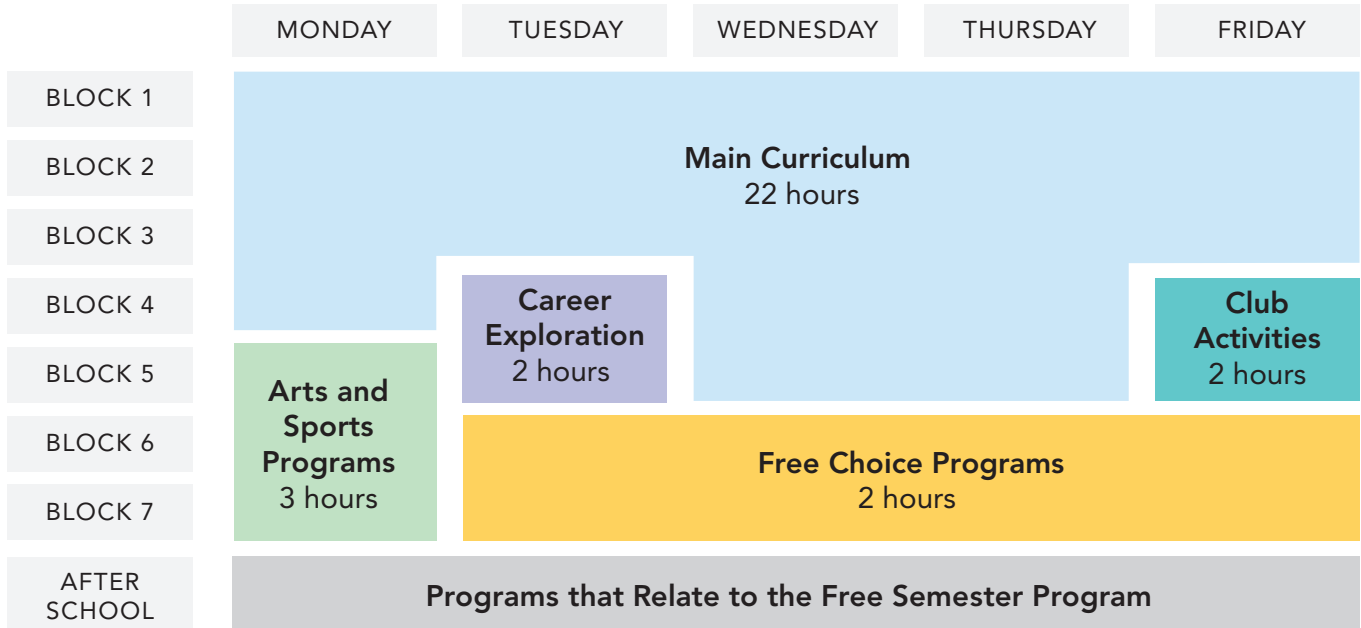 MONDAY TUESDAY WEDNESDAY THURSDAY FRIDAY
BLOCK 1
BLOCK 2
BLOCK 3
BLOCK 4
BLOCK 5
BLOCK 6
BLOCK 7
AFTER
SCHOOL
Main Curriculum
22 hours
Career
Exploration
2 hours
Club
Activities
2 hours
Arts and
Sports
Programs
3 hours
Free Choice Programs
2 hours
Programs that Relate to the Free Semester Program